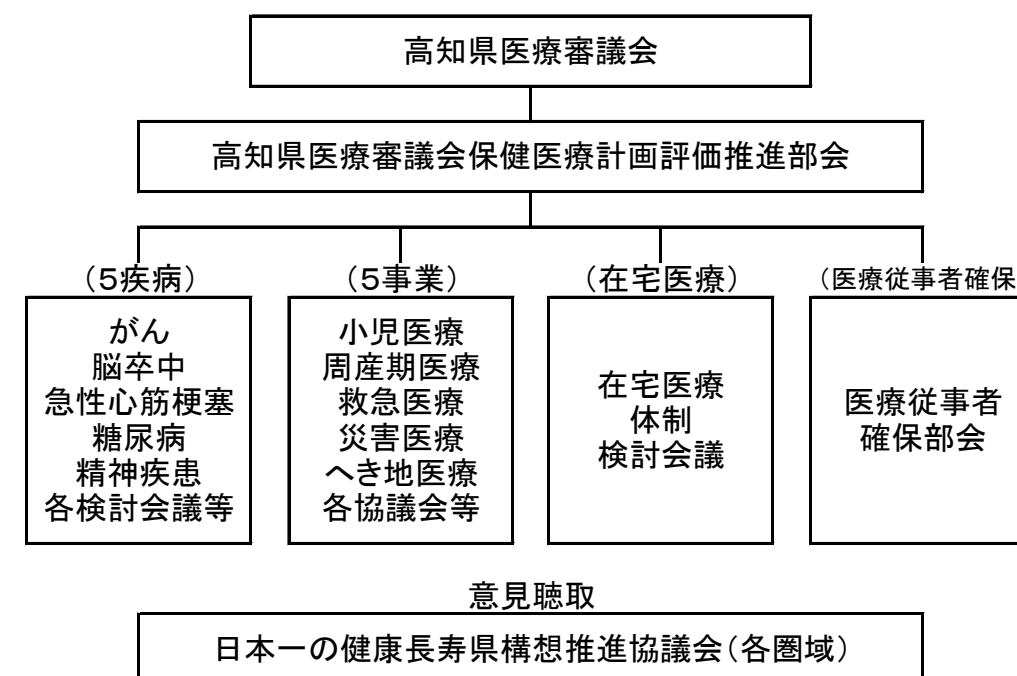 高知県医療審議会
高知県医療審議会保健医療計画評価推進部会
（5疾病）
がん
脳卒中
急性心筋梗塞
糖尿病
精神疾患
各検討会議等
（5事業）
小児医療
周産期医療
救急医療
災害医療
へき地医療
各協議会等
（在宅医療）
在宅医療
体制
検討会議
（医療従事者確保
医療従事者
確保部会
意見聴取
日本一の健康長寿県構想推進協議会（各圏域）